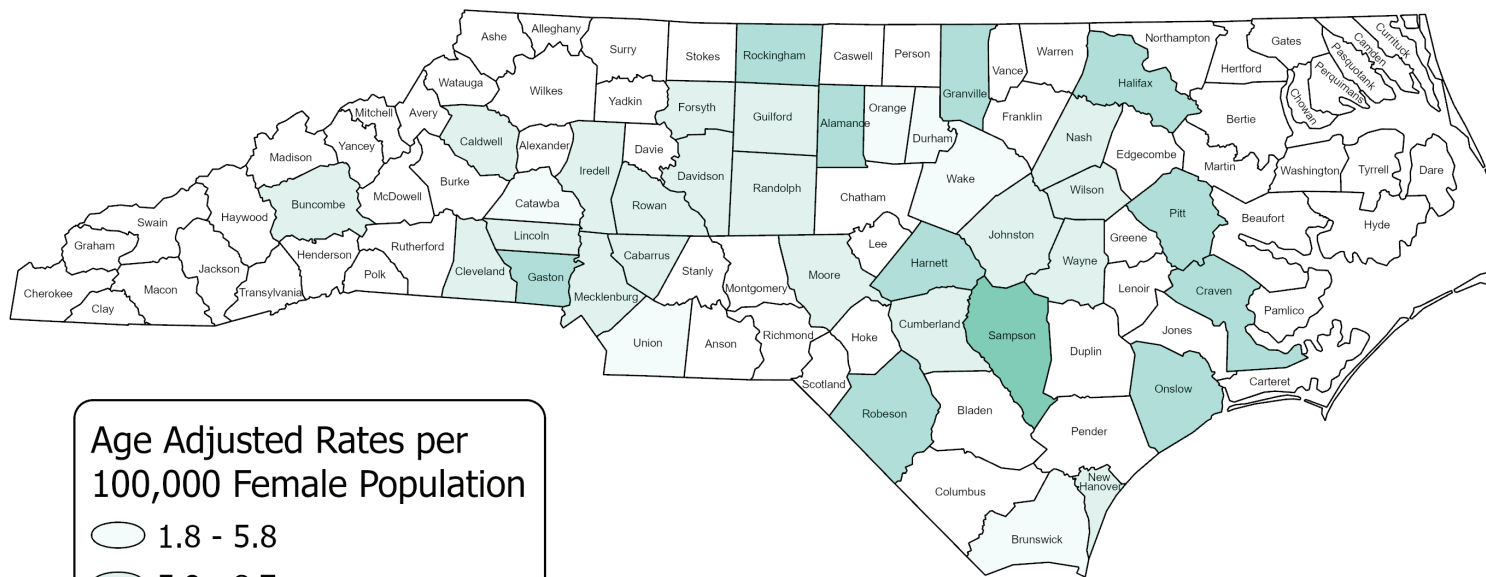 Ashe
Alleghany
Surry
Stokes
Rockingham
Caswell
Person
Granville
Vance
Warren
Northampton
Gates
Currituck
Camden
Pasquotank
Perquimans
Chowan
Hertford
Halifax
Watauga
Wilkes
Yadkin
Forsyth
Guilford
Alamance
Orange
Durham
Franklin
Nash
Bertie
Mitchell
Avery
Yancey
Caldwell
Alexander
Davie
Iredell
Davidson
Randolph
Chatham
Wake
Edgecombe
Martin
Washington
Tyrrell
Dare
Madison
Buncombe
McDowell
Burke
Catawba
Rowan
Wilson
Pitt
Beaufort
Hyde
Swain
Haywood
Graham
Jackson
Henderson
Rutherford
Polk
Cleveland
Lincoln
Gaston
Cabarrus
Mecklenburg
Stanly
Montgomery
Moore
Lee
Harnett
Johnston
Wayne
Greene
Lenoir
Craven
Pamlico
Cherokee
Clay
Macon
Transylvania
Union
Anson
Richmond
Hoke
Scotland
Cumberland
Sampson
Duplin
Jones
Onslow
Carteret
Robeson
Bladen
Pender
Columbus
New
Hanover
Brunswick
Age Adjusted Rates per
100,000 Female Population
1.8 - 5.8